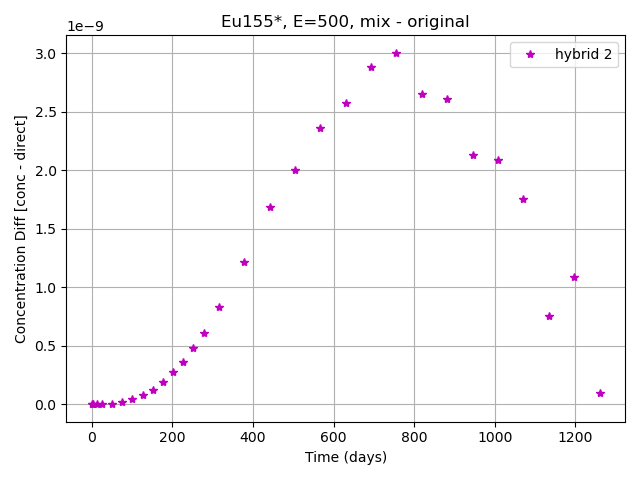 Eu155*, E=500, mix - original
1e−9
hybrid 2
3.0
2.5
2.0
1.5
1.0
0.5
0.0
Concentration Diff [conc - direct]
0 200 400 600 800 1000 1200
Time (days)